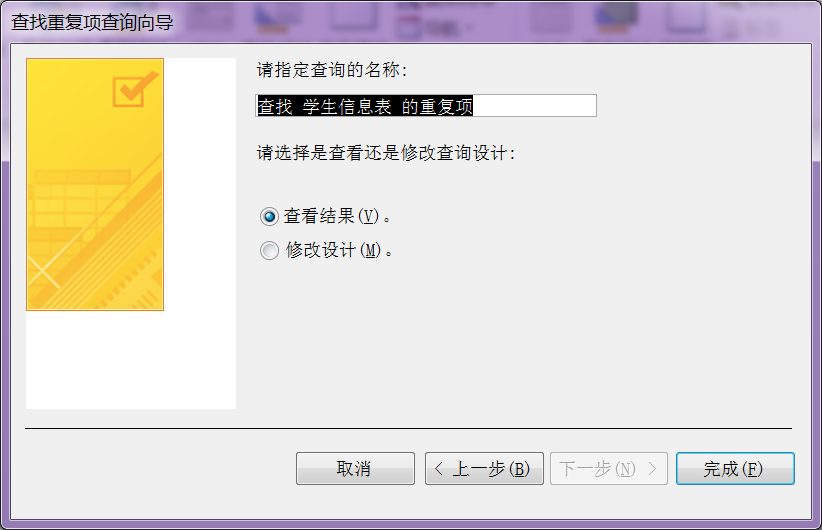 查找重复项查询向导
请指定查询的名称:
查找 学生信息表 的重复项
请选择是查看还是修改查询设计:
查看结果(V)。
修改设计(M)。
取消
< 上一步(B)
下一步(N) >
完成(F)